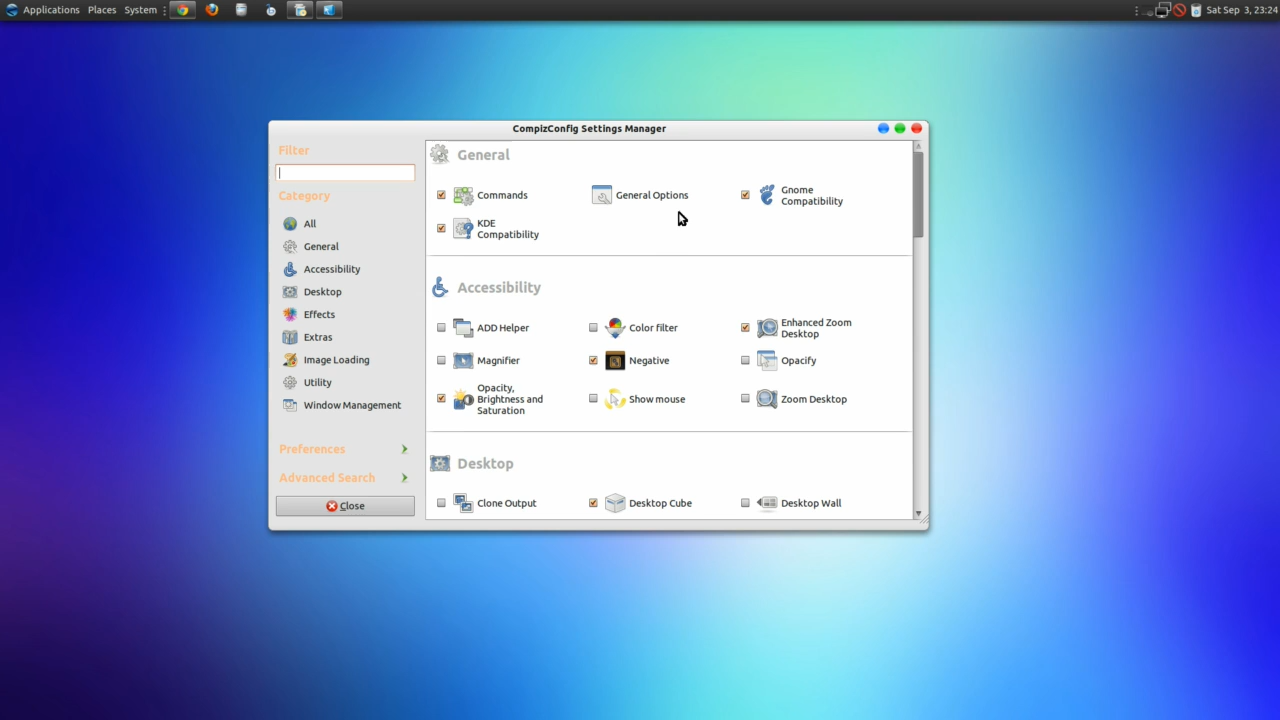 Applications Places System
Sat Sep 3, 23:24
CompizConfig Settings Manager
Filter
Category
All
General
Accessibility
Desktop
Effects
Extras
Image Loading
Utility
Window Management
Preferences
Advanced Search
Close
General
Commands
General Options
Gnome
Compatibility
KDE
Compatibility
Accessibility
ADD Helper
Color filter
Enhanced Zoom
Desktop
Magnifier
Negative
Opacify
Opacity,
Brightness and
Saturation
Show mouse
Zoom Desktop
Desktop
Clone Output
Desktop Cube
Desktop Wall